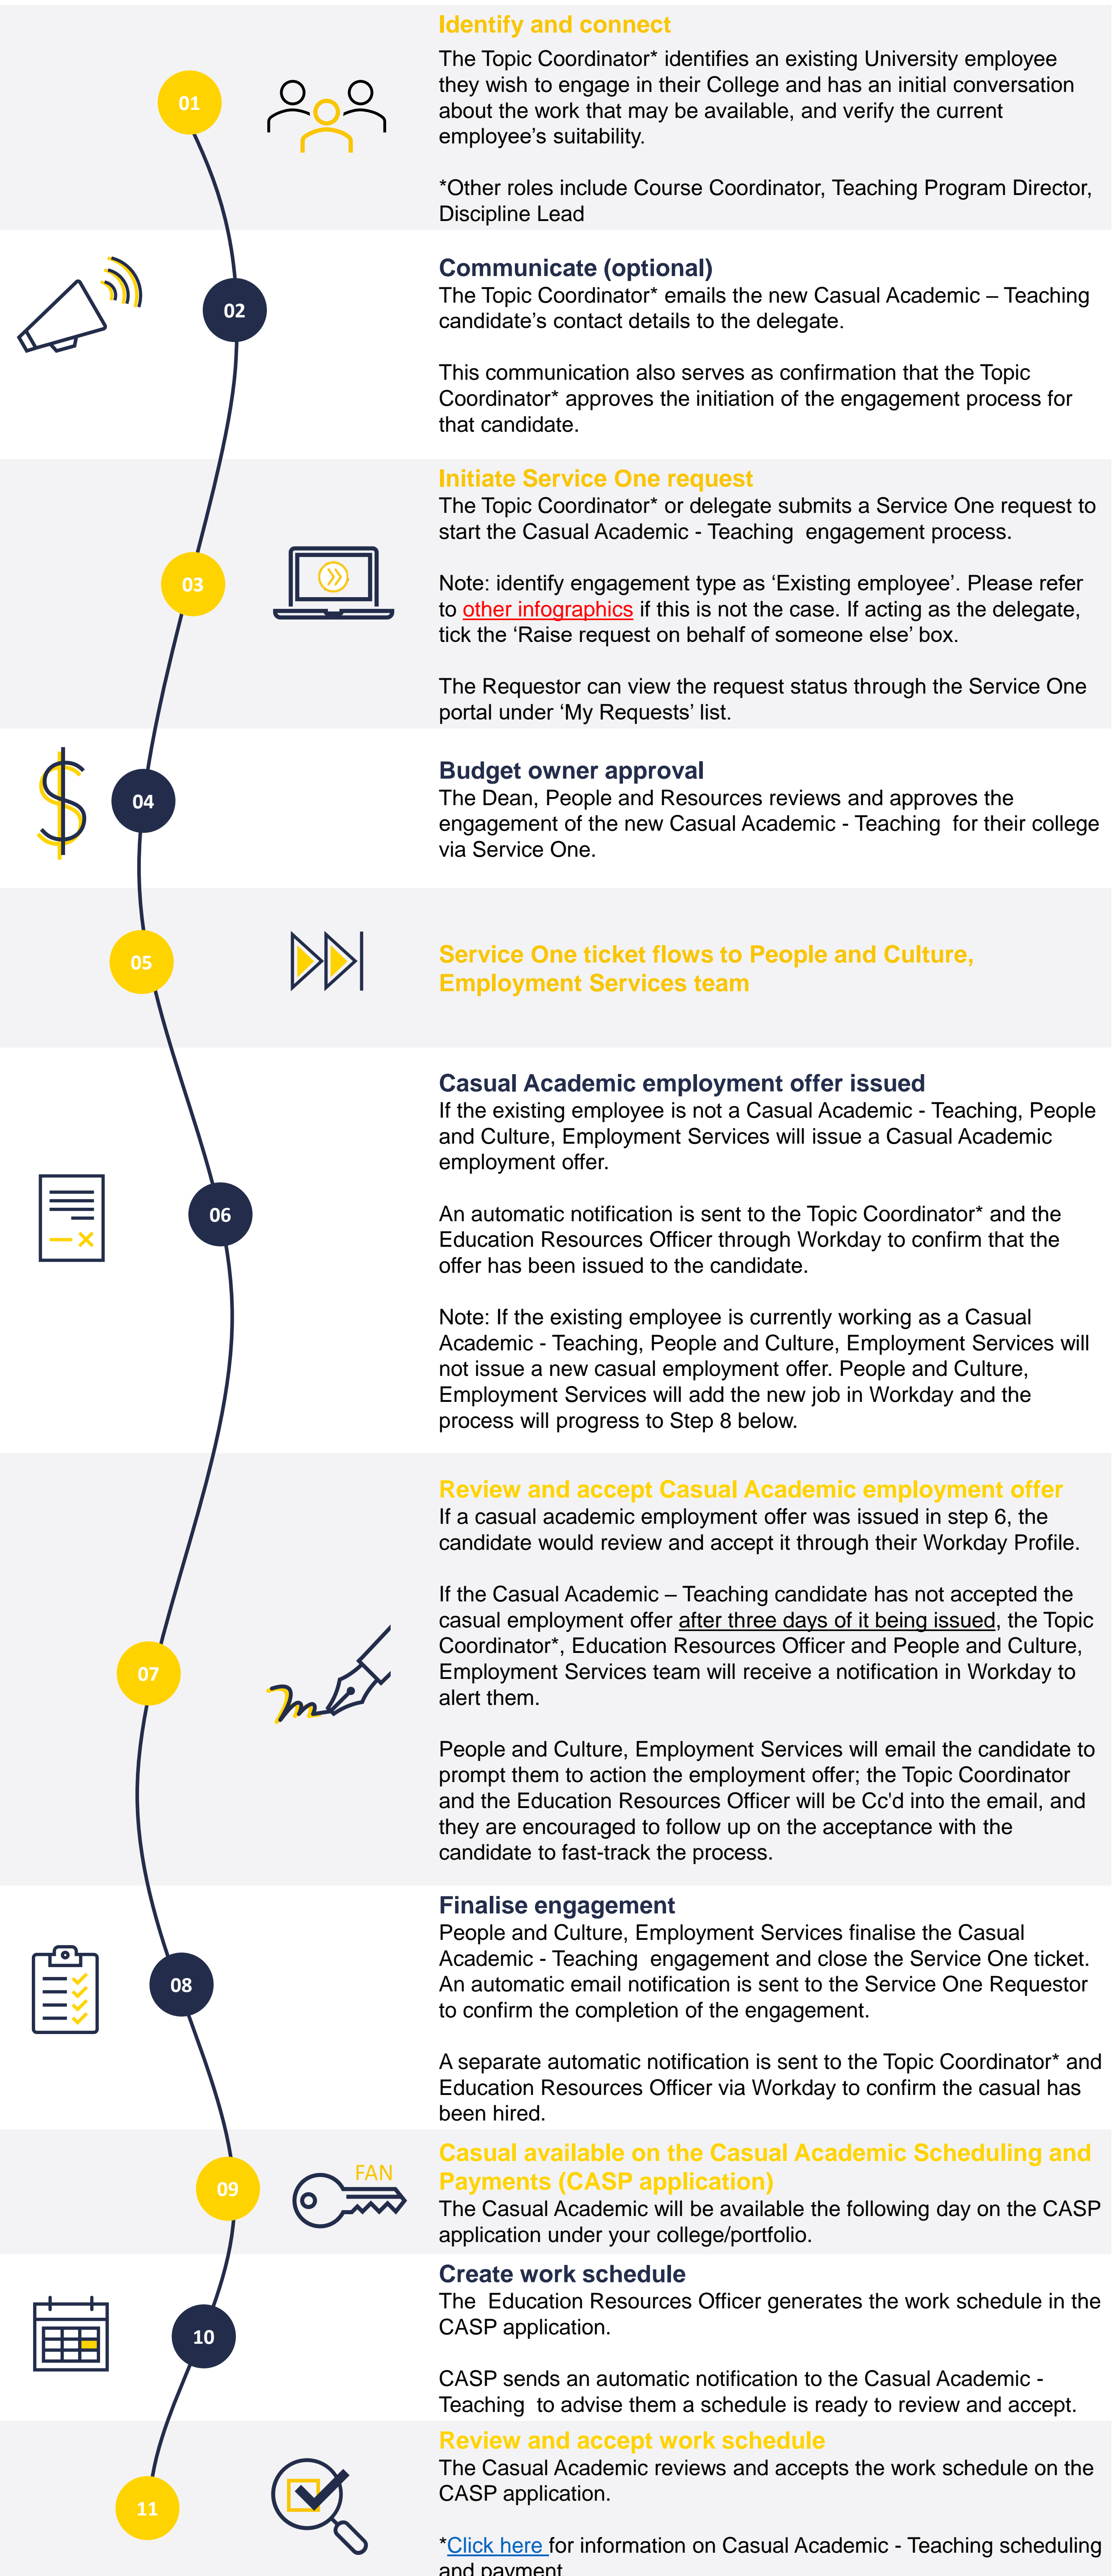 Identify and connect
01
The Topic Coordinator* identifies an existing University employee
they wish to engage in their College and has an initial conversation
about the work that may be available, and verify the current
employee’s suitability.
*Other roles include Course Coordinator, Teaching Program Director,
Discipline Lead
02
Communicate (optional)
The Topic Coordinator* emails the new Casual Academic – Teaching
candidate’s contact details to the delegate.
This communication also serves as confirmation that the Topic
Coordinator* approves the initiation of the engagement process for
that candidate.
03
Initiate Service One request
The Topic Coordinator* or delegate submits a Service One request to
start the Casual Academic - Teaching  engagement process.
Note: identify engagement type as ‘Existing employee’. Please refer
to other infographics if this is not the case. If acting as the delegate,
tick the ‘Raise request on behalf of someone else’ box.
The Requestor can view the request status through the Service One
portal under ‘My Requests’ list.
04
Budget owner approval
The Dean, People and Resources reviews and approves the
engagement of the new Casual Academic - Teaching  for their college
via Service One.
05
Service One ticket flows to People and Culture,
Employment Services team
06
Casual Academic employment offer issued
If the existing employee is not a Casual Academic - Teaching, People
and Culture, Employment Services will issue a Casual Academic
employment offer.
An automatic notification is sent to the Topic Coordinator* and the
Education Resources Officer through Workday to confirm that the
offer has been issued to the candidate.
Note: If the existing employee is currently working as a Casual
Academic - Teaching, People and Culture, Employment Services will
not issue a new casual employment offer. People and Culture,
Employment Services will add the new job in Workday and the
process will progress to Step 8 below.
07
Review and accept Casual Academic employment offer
If a casual academic employment offer was issued in step 6, the
candidate would review and accept it through their Workday Profile.
If the Casual Academic – Teaching candidate has not accepted the
casual employment offer after three days of it being issued, the Topic
Coordinator*, Education Resources Officer and People and Culture,
Employment Services team will receive a notification in Workday to
alert them.
People and Culture, Employment Services will email the candidate to
prompt them to action the employment offer; the Topic Coordinator
and the Education Resources Officer will be Cc'd into the email, and
they are encouraged to follow up on the acceptance with the
candidate to fast-track the process.
08
Finalise engagement
People and Culture, Employment Services finalise the Casual
Academic - Teaching  engagement and close the Service One ticket.
An automatic email notification is sent to the Service One Requestor
to confirm the completion of the engagement.
A separate automatic notification is sent to the Topic Coordinator* and
Education Resources Officer via Workday to confirm the casual has
been hired.
09
FAN
Casual available on the Casual Academic Scheduling and
Payments (CASP application)
The Casual Academic will be available the following day on the CASP
application under your college/portfolio.
10
Create work schedule
The  Education Resources Officer generates the work schedule in the
CASP application.
CASP sends an automatic notification to the Casual Academic -
Teaching  to advise them a schedule is ready to review and accept.
11
Review and accept work schedule
The Casual Academic reviews and accepts the work schedule on the
CASP application.
*Click here for information on Casual Academic - Teaching scheduling
and payment